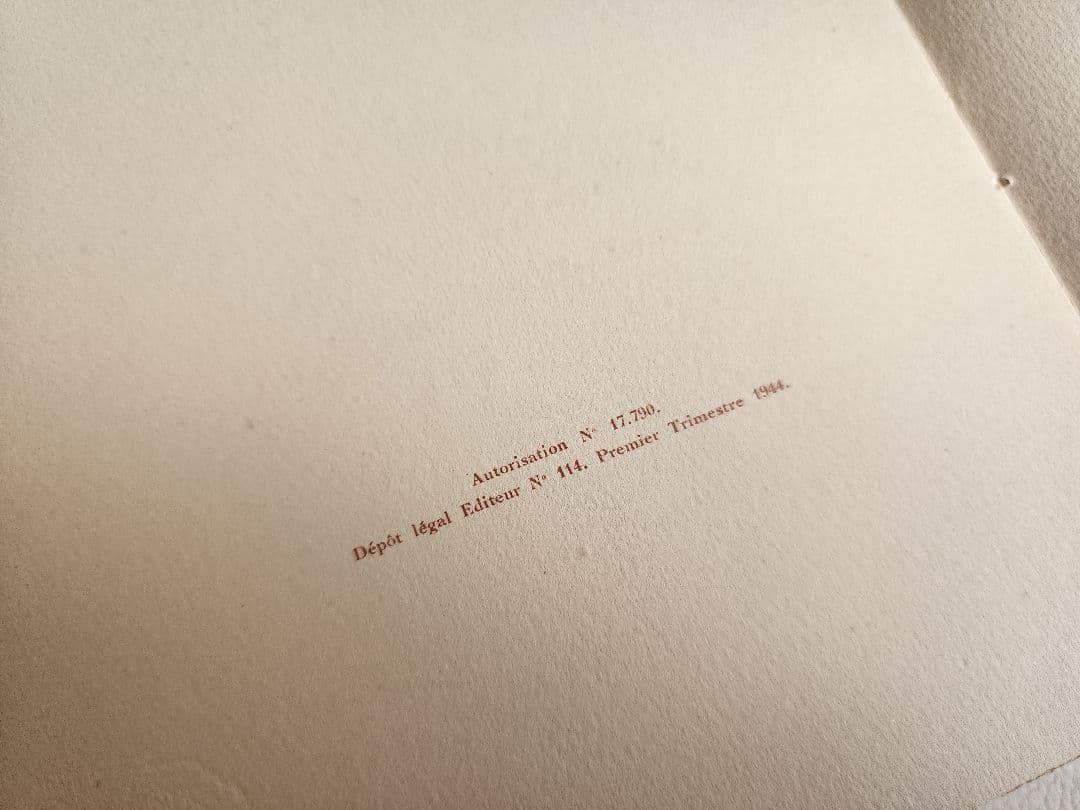 Autorisation N° 17.790.
Dépôt légal Editeur N° 114. Premier Trimestre 1944.